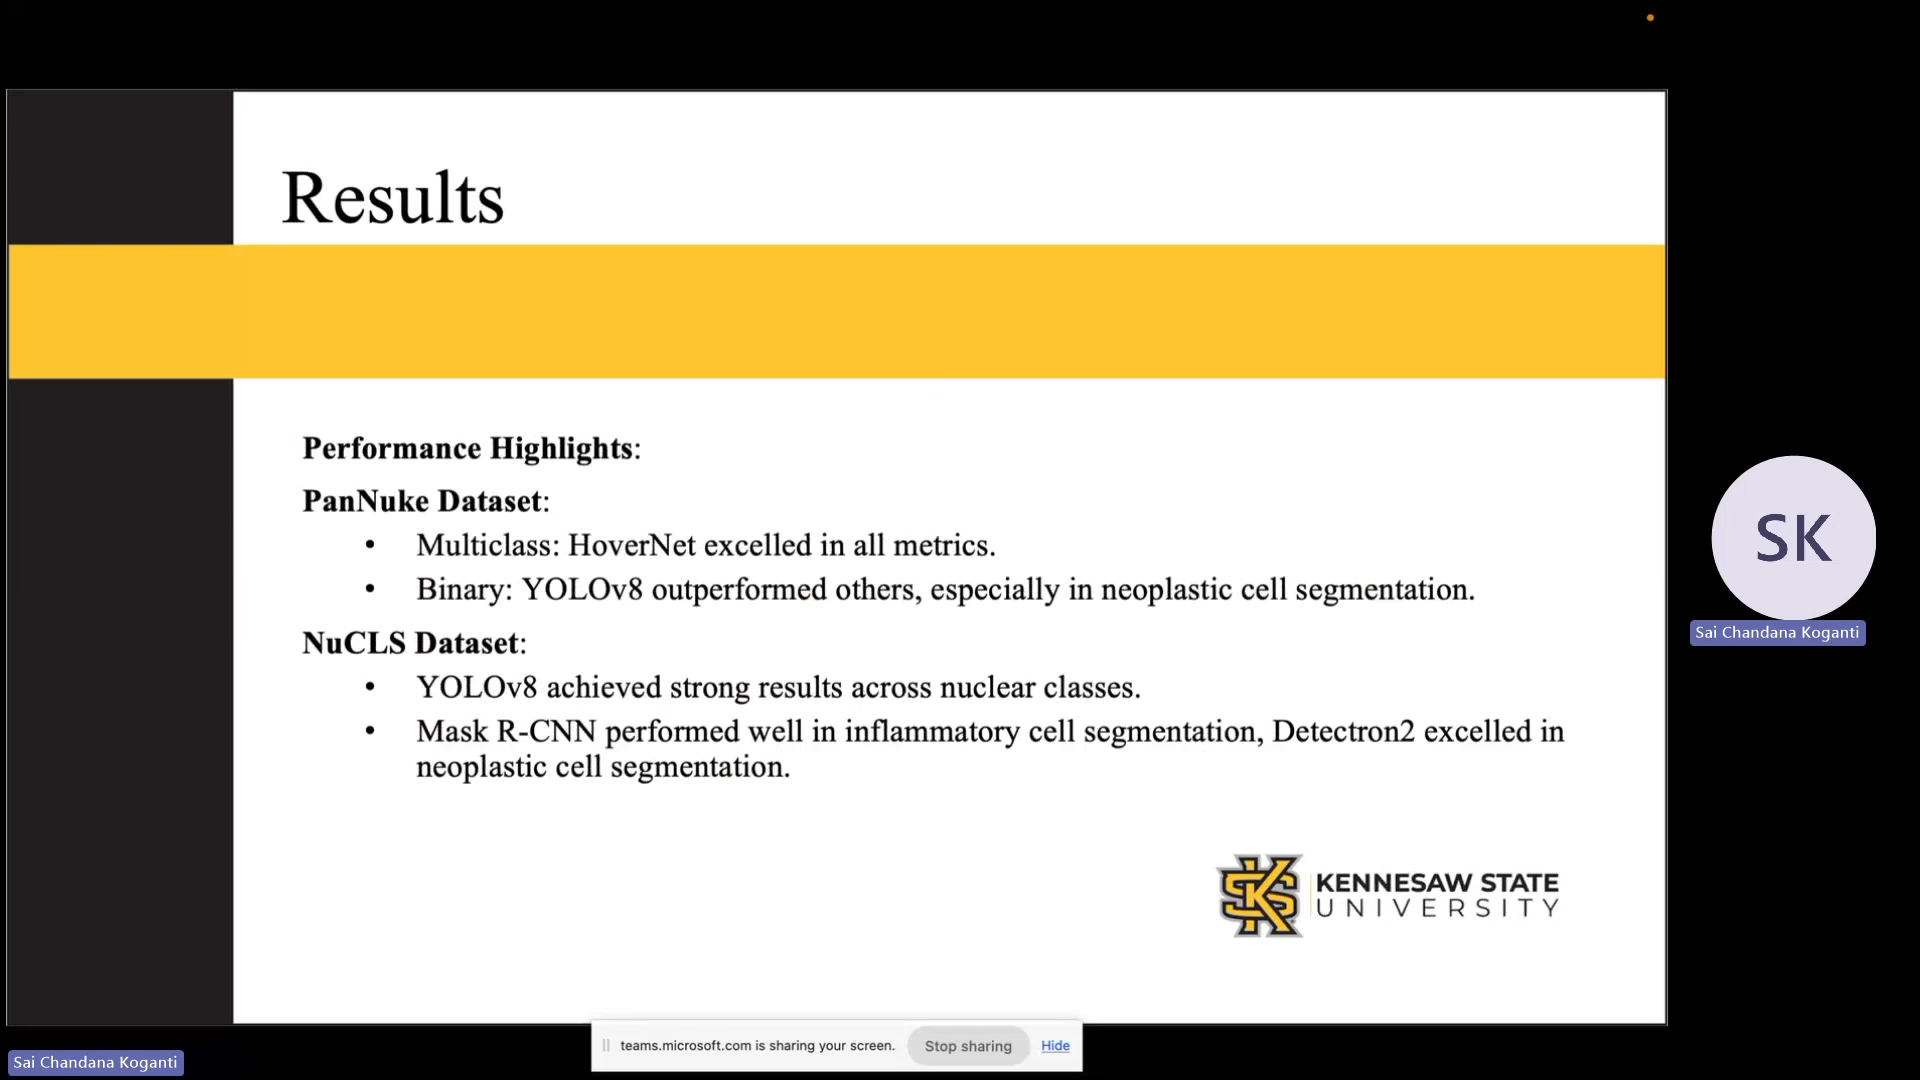 Results
Performance Highlights:
PanNuke Dataset:
• Multiclass: HoverNet excelled in all metrics.
• Binary: YOLOv8 outperformed others, especially in neoplastic cell segmentation.
NuCLS Dataset:
• YOLOv8 achieved strong results across nuclear classes.
• Mask R-CNN performed well in inflammatory cell segmentation, Detectron2 excelled in
neoplastic cell segmentation.
KS
KENNESAW STATE
UNIVERSITY
SK
Sai Chandana Koganti
teams.microsoft.com is sharing your screen.
Stop sharing
Hide
Sai Chandana Koganti